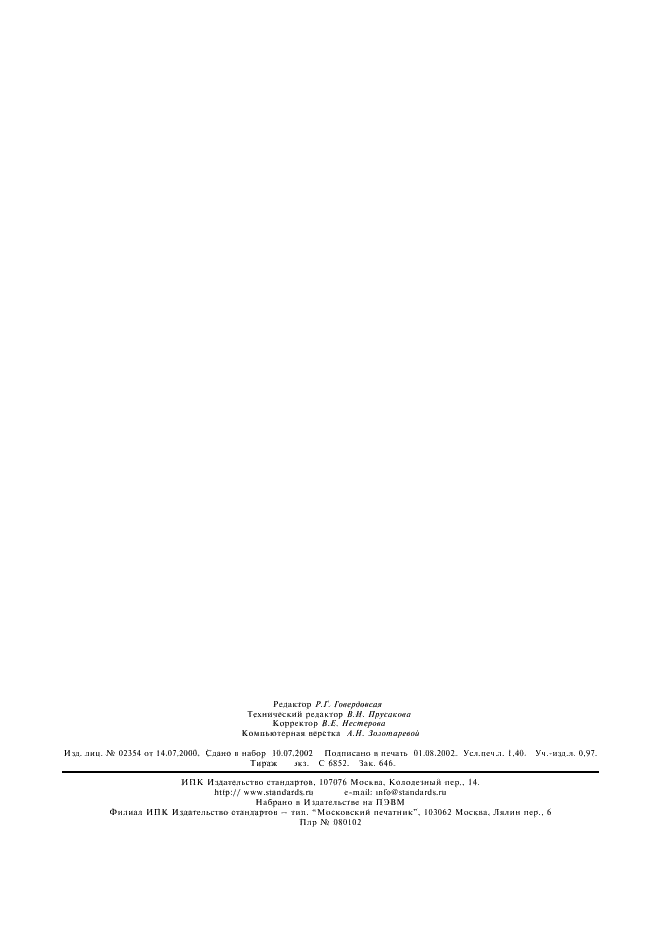 Редактор Р.Г. Говердовсая
Технический редактор В.Н. Прусакова
Корректор В.Е. Нестерова
Компьютерная вёрстка А.Н. Золотаревой
Изд. лиц. № 02354 от 14.07.2000. Сдано в набор 10.07.2002 Подписано в печать 01.08.2002. Усл.печ.л. 1,40. Уч.-изд.л. 0,97.
Тираж экз. С 6852. Зак. 646.
ИПК Издательство стандартов, 107076 Москва, Колодезный пер., 14.
http:// www.standards.ru e-mail: info@standards.ru
Набрано в Издательстве на ПЭВМ
Филиал ИПК Издательство стандартов – тип. “Московский печатник”, 103062 Москва, Лялин пер., 6
Плр № 080102